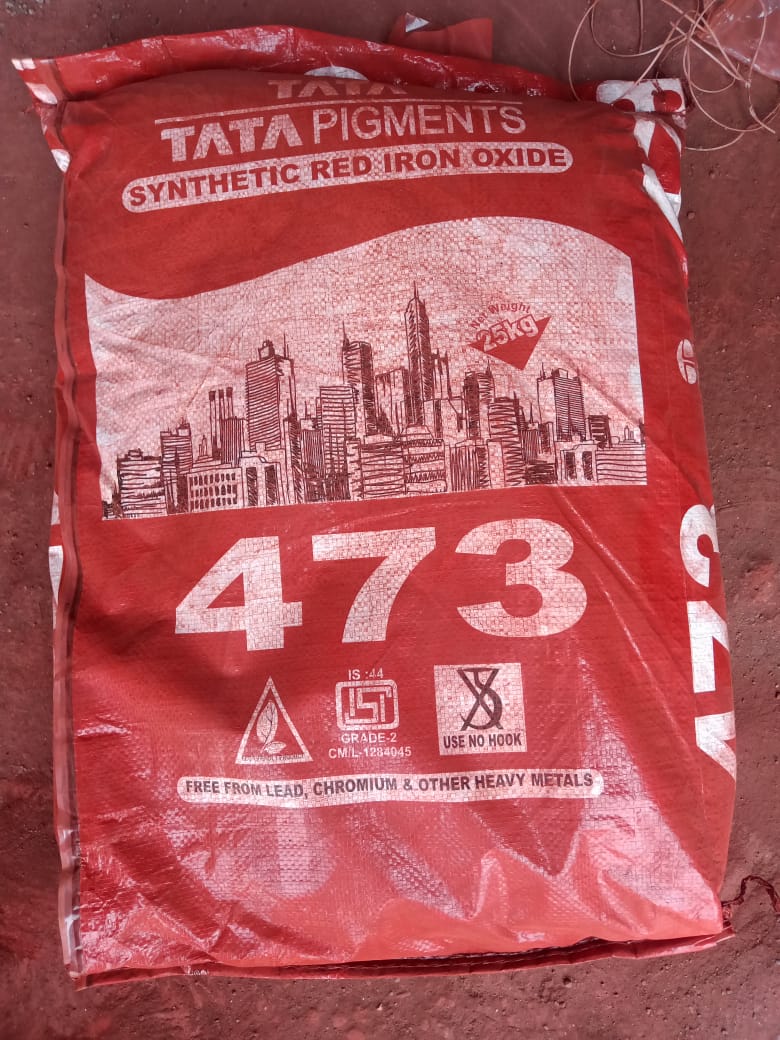 TATA
TATA PIGMENTS
SYNTHETIC RED IRON OXIDE
Net Weight
25kg
473
IS :44
GRADE-2
CM/L-1284045
USE NO HOOK
FREE FROM LEAD, CHROMIUM & OTHER HEAVY METALS
473